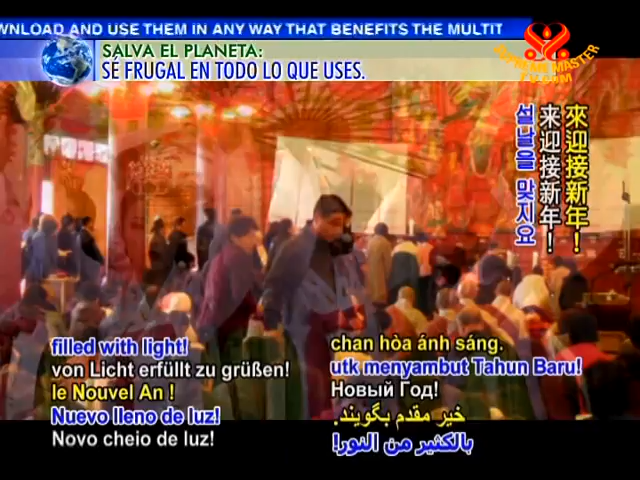 WNLOAD AND USE THEM IN ANY WAY THAT BENEFITS THE MULTIT
SALVA EL PLANETA:
SÉ FRUGAL EN TODO LO QUE USES.
SUPREME MASTER
來迎接新年！
来迎接新年！
설날을 맞지요
filled with light!
von Licht erfüllt zu grüßen!
le Nouvel An !
Nuevo lleno de luz!
Novo cheio de luz!
chan hòa ánh sáng.
utk menyambut Tahun Baru!
Новый Год!
خیر مقدم بگویند.
بالكثير من النور!